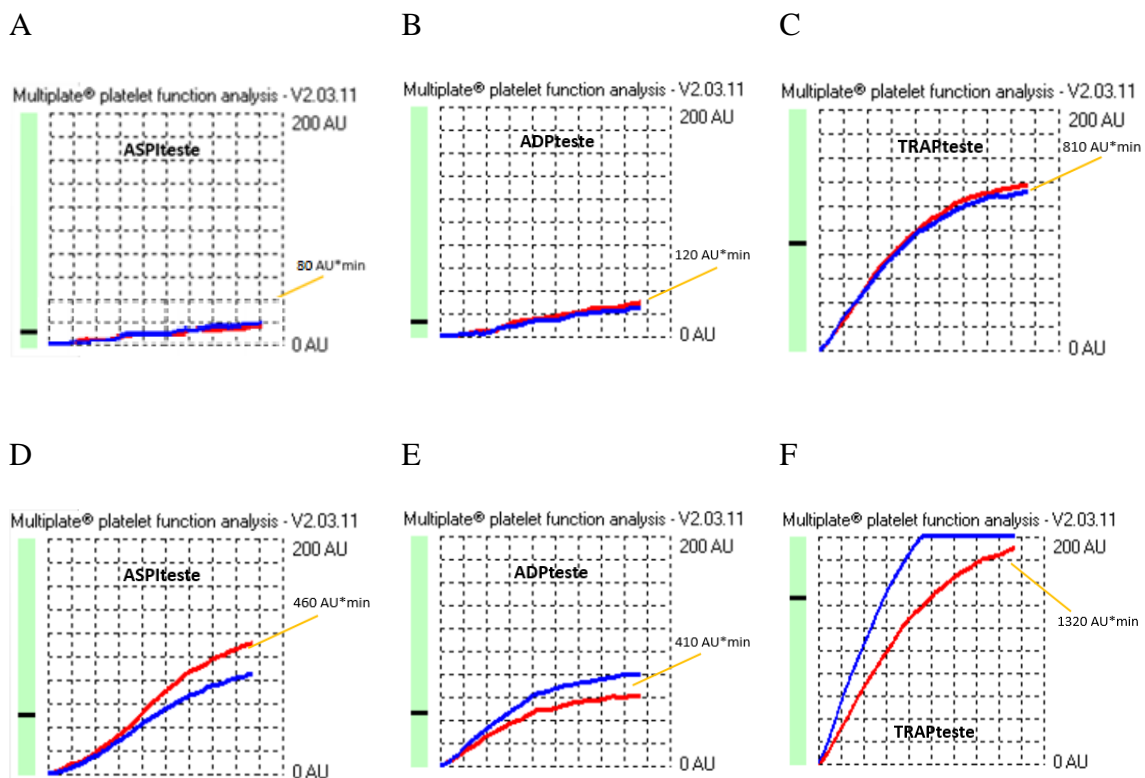 A
B
C
Multiplate® platelet function analysis - V2.03.11
200 AU
ASPIteste
80 AU*min
0 AU
Multiplate® platelet function analysis - V2.03.11
200 AU
ADPteste
120 AU*min
0 AU
Multiplate® platelet function analysis - V2.03.11
200 AU
TRAPteste
810 AU*min
0 AU
D
E
F
Multiplate® platelet function analysis - V2.03.11
200 AU
ASPIteste
460 AU*min
0 AU
Multiplate® platelet function analysis - V2.03.11
200 AU
ADPteste
410 AU*min
0 AU
Multiplate® platelet function analysis - V2.03.11
200 AU
1320 AU*min
TRAPteste
0 AU